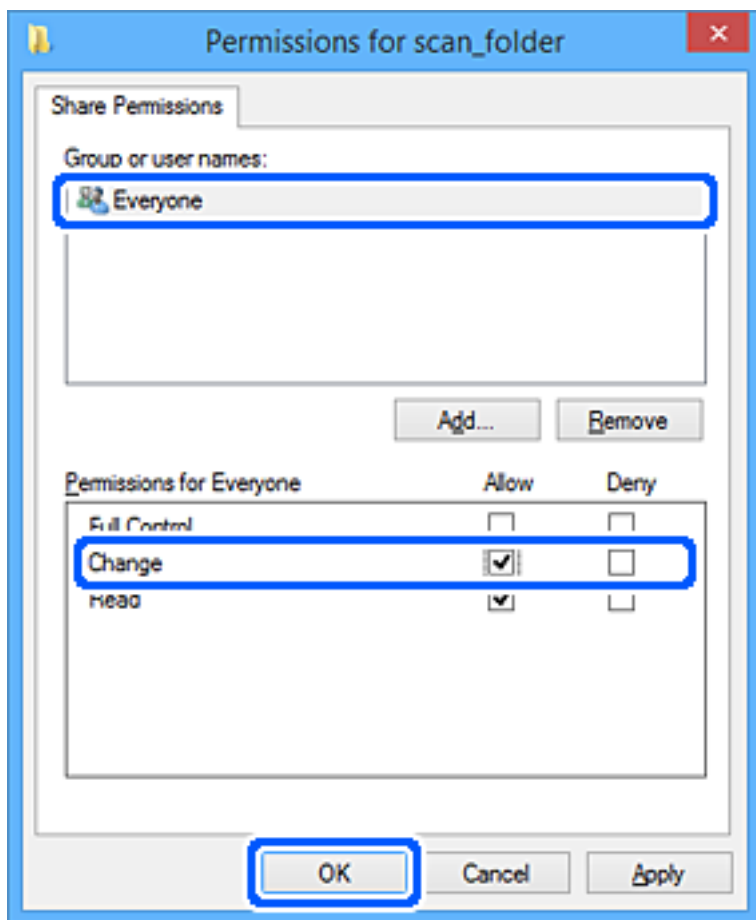 Permissions for scan_folder
Share Permissions
Group or user names:
Everyone
Add... Remove
Permissions for Everyone Allow Deny
Full Control
Change
Read
OK Cancel Apply